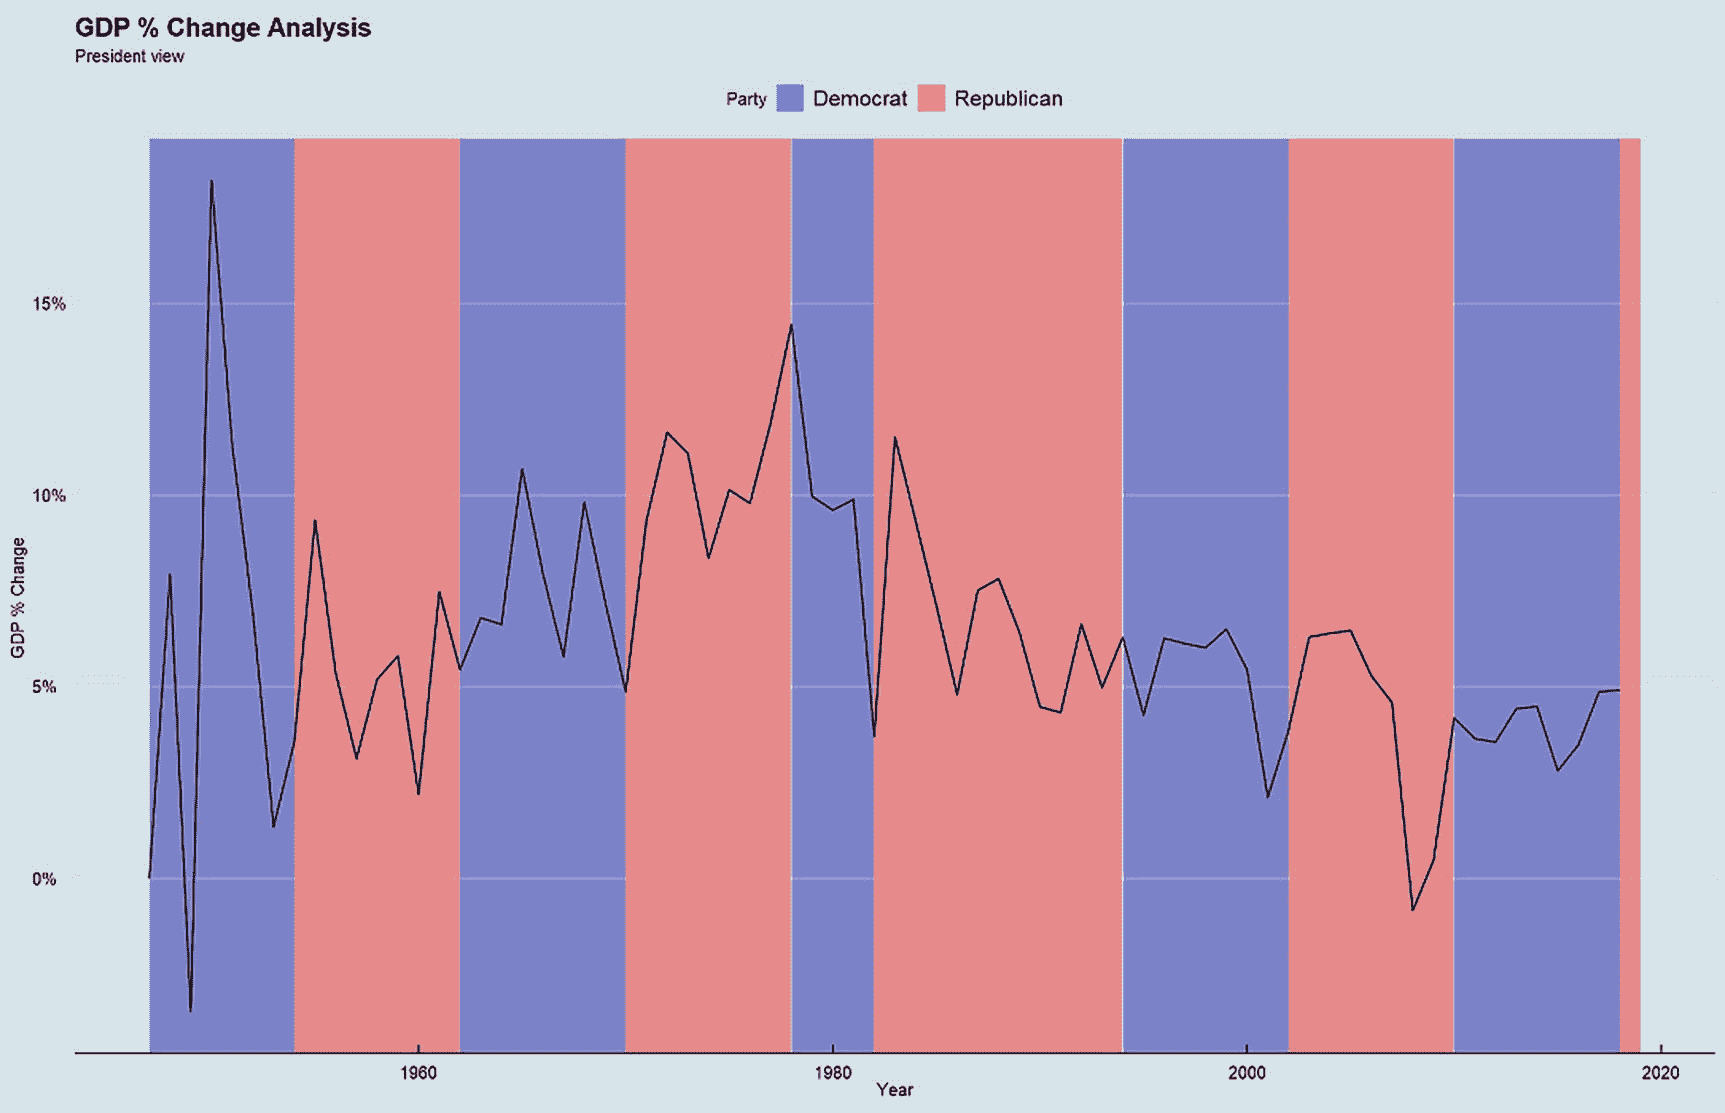 GDP % Change Analysis
President view
Party Democrat Republican
15%
10%
5%
0%
GDP % Change
1960 1980 2000 2020
Year